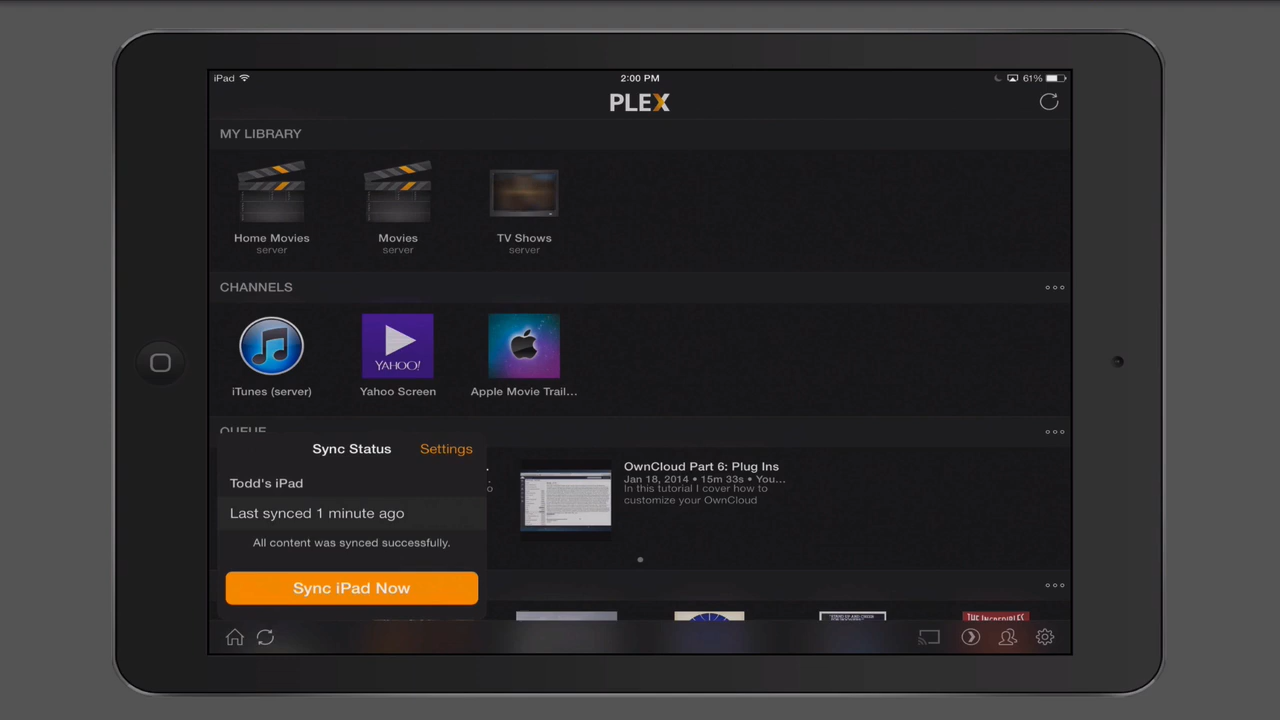 iPad
2:00 PM
61%
PLEX
MY LIBRARY
Home Movies
server
Movies
server
TV Shows
server
CHANNELS
YAHOO!
iTunes (server)
Yahoo Screen
Apple Movie Trail...
QUEUE
Sync Status
Settings
Todd's iPad
Last synced 1 minute ago
All content was synced successfully.
Sync iPad Now
OwnCloud Part 6: Plug Ins
Jan 18, 2014 • 15m 33s • You...
In this tutorial I cover how to
customize your OwnCloud
THE INCREDIBLES